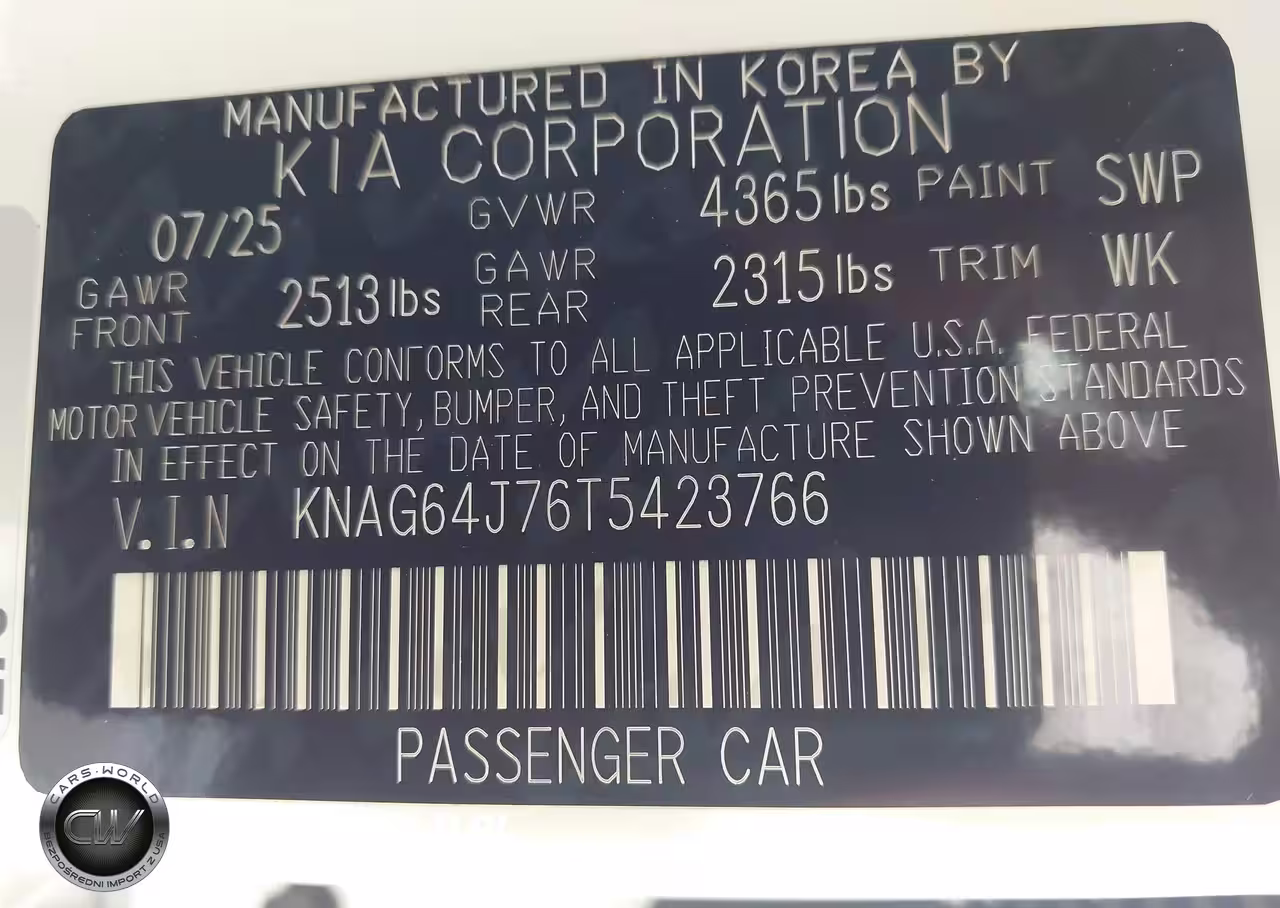 MANUFACTURED IN KOREA BY
KIA CORPORATION
07/25 GVWR 4365 lbs PAINT SWP
GAWR FRONT 2513 lbs GAWR REAR 2315 lbs TRIM WK
THIS VEHICLE CONFORMS TO ALL APPLICABLE U.S.A. FEDERAL
MOTOR VEHICLE SAFETY, BUMPER, AND THEFT PREVENTION STANDARDS
IN EFFECT ON THE DATE OF MANUFACTURE SHOWN ABOVE
V.I.N KNAG64J76T5423766
PASSENGER CAR
CARS-WORLD
CW
BEZPOŚREDNI IMPORT Z USA